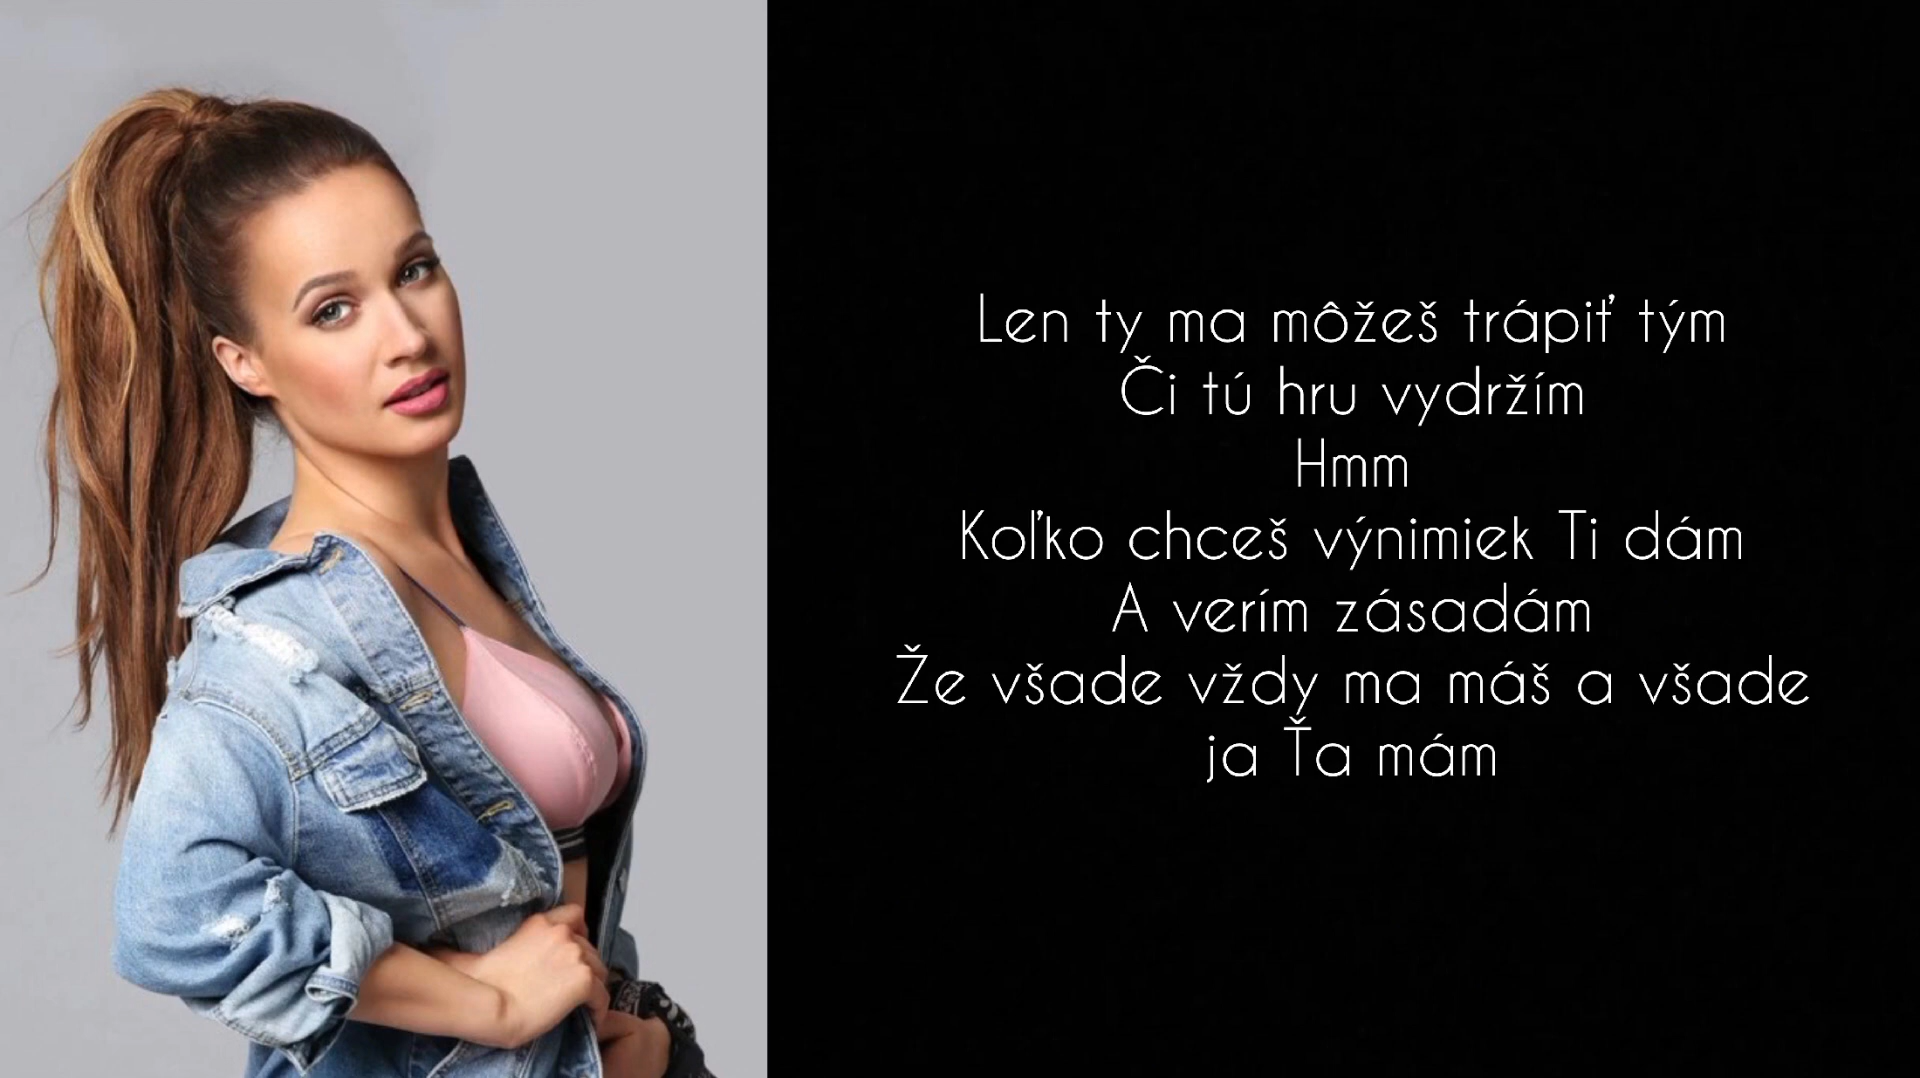 Len ty ma môžeš trápiť tým
Či tú hru vydržím
Hmm
Koľko chceš výnimiek Ti dám
A verím zásadám
Že všade vždy ma máš a všade
ja Ťa mám